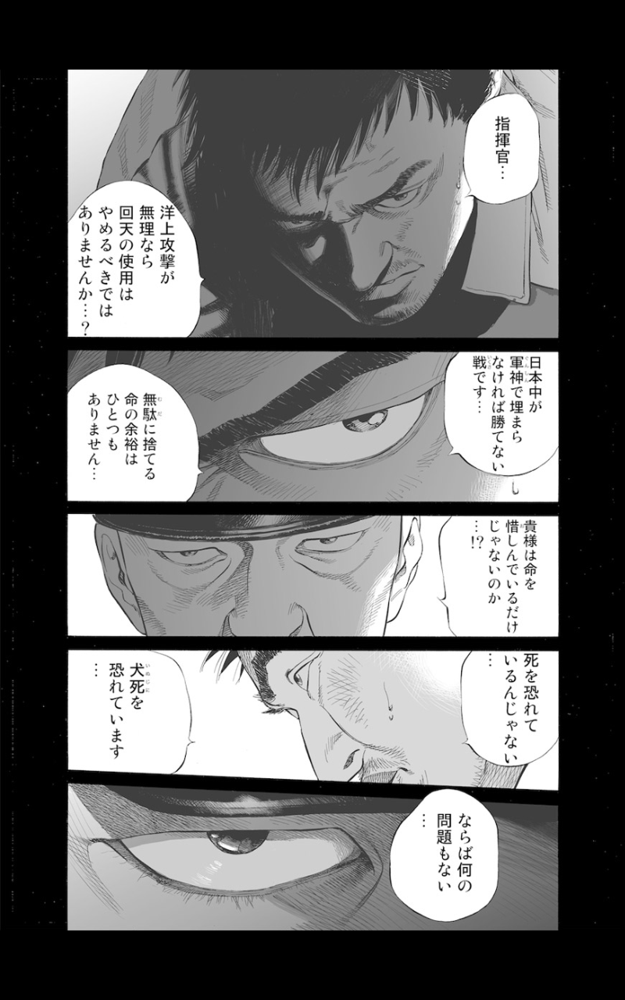 指揮官…
洋上攻撃が
無理なら
回天の使用は
やめるべきでは
ありませんか…?
日本中が
軍神で埋まら
なければ勝てない
戦です…
無駄に捨てる
命の余裕は
ひとつも
ありません…
貴様は命を
惜しんでいるだけ
じゃないのか
…!?
死を恐れて
いるんじゃない
…
犬死を
恐れています
…
ならば何の
問題もない
…